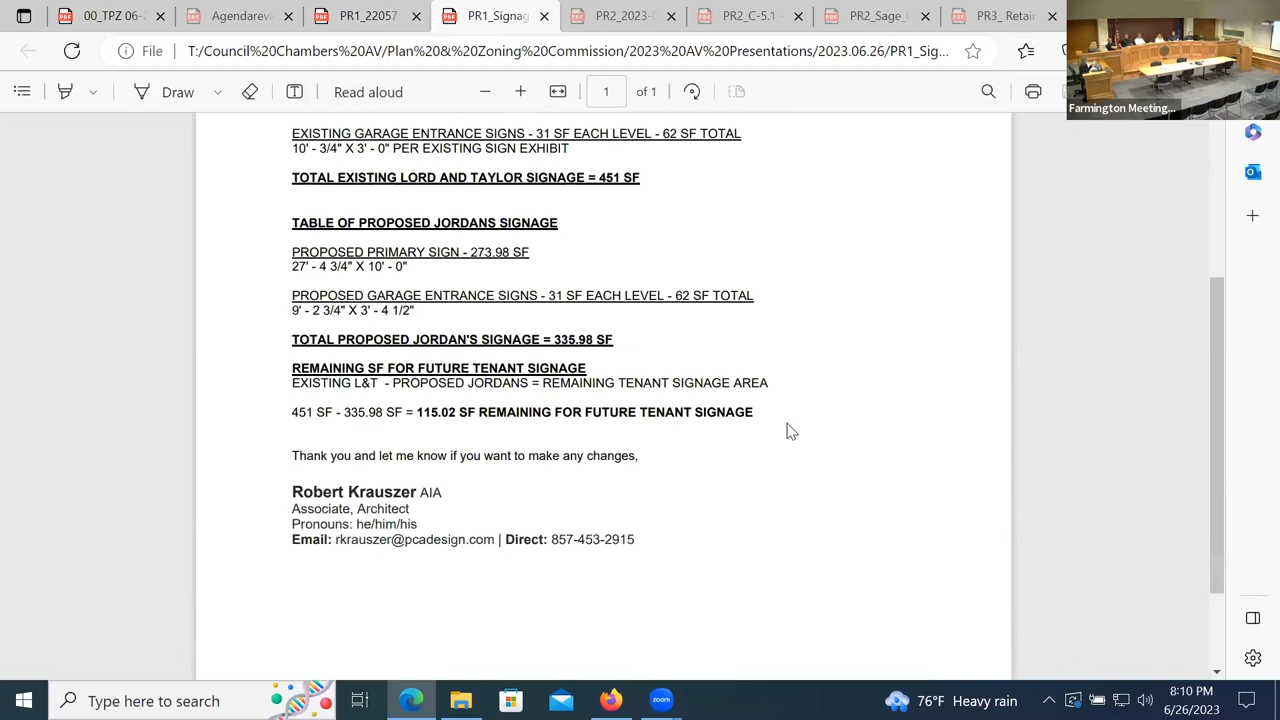 00_TPZ 06-
Agendarevi
PR1_22057
PR1_Signag
PR2_2023-0
PR2_C-5.1 -
PR2_Sage_G
PR3_ Retain
File
T:/Council%20Chambers%20AV/Plan%20&%20Zoning%20Commission/2023%20AV%20Presentations/2023.06.26/PR1_Sig...
Draw
Read aloud
1
of 1
Farmington Meeting...
EXISTING GARAGE ENTRANCE SIGNS - 31 SF EACH LEVEL - 62 SF TOTAL
10' - 3/4" X 3' - 0" PER EXISTING SIGN EXHIBIT
TOTAL EXISTING LORD AND TAYLOR SIGNAGE = 451 SF
TABLE OF PROPOSED JORDANS SIGNAGE
PROPOSED PRIMARY SIGN - 273.98 SF
27' - 4 3/4" X 10' - 0"
PROPOSED GARAGE ENTRANCE SIGNS - 31 SF EACH LEVEL - 62 SF TOTAL
9' - 2 3/4" X 3' - 4 1/2"
TOTAL PROPOSED JORDAN'S SIGNAGE = 335.98 SF
REMAINING SF FOR FUTURE TENANT SIGNAGE
EXISTING L&T - PROPOSED JORDANS = REMAINING TENANT SIGNAGE AREA
451 SF - 335.98 SF = 115.02 SF REMAINING FOR FUTURE TENANT SIGNAGE
Thank you and let me know if you want to make any changes,
Robert Krauszer AIA
Associate, Architect
Pronouns: he/him/his
Email: rkrauszer@pcadesign.com | Direct: 857-453-2915
Type here to search
zoom
76°F Heavy rain
8:10 PM
6/26/2023